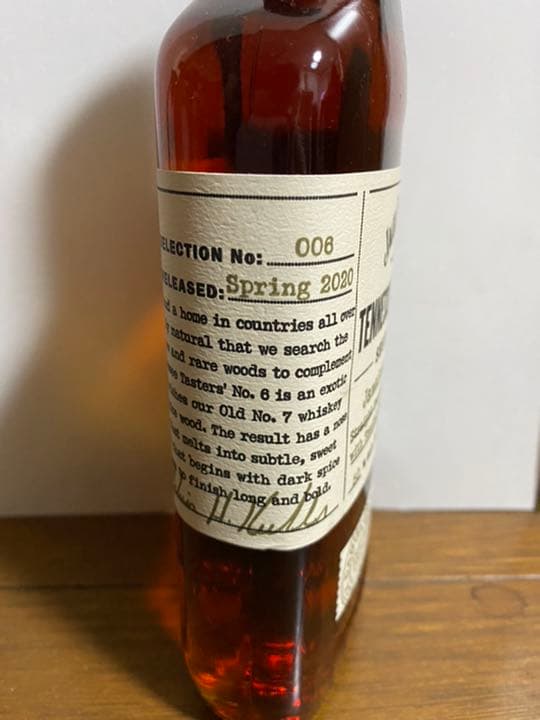 ELECTION No: 006
ELEASED: Spring 2020
a home in countries all over
natural that we search the
and rare woods to complement
Tasters' No. 6 is an exotic
our Old No. 7 whiskey
wood. The result has a nose
melts into subtle, sweet
begins with dark spice
finish long and bold.
TENNES